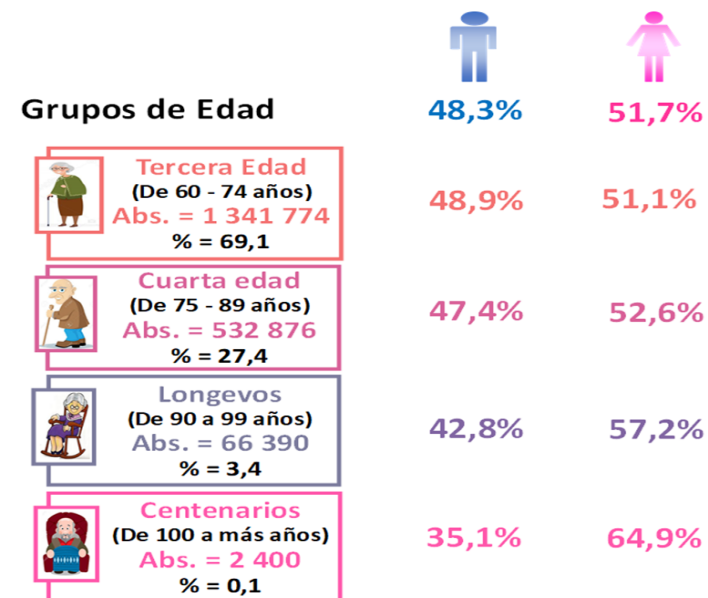 Grupos de Edad 48,3% 51,7%
Tercera Edad
(De 60 - 74 años)
Abs. = 1 341 774
% = 69,1
48,9% 51,1%
Cuarta edad
(De 75 - 89 años)
Abs. = 532 876
% = 27,4
47,4% 52,6%
Longevos
(De 90 a 99 años)
Abs. = 66 390
% = 3,4
42,8% 57,2%
Centenarios
(De 100 a más años)
Abs. = 2 400
% = 0,1
35,1% 64,9%